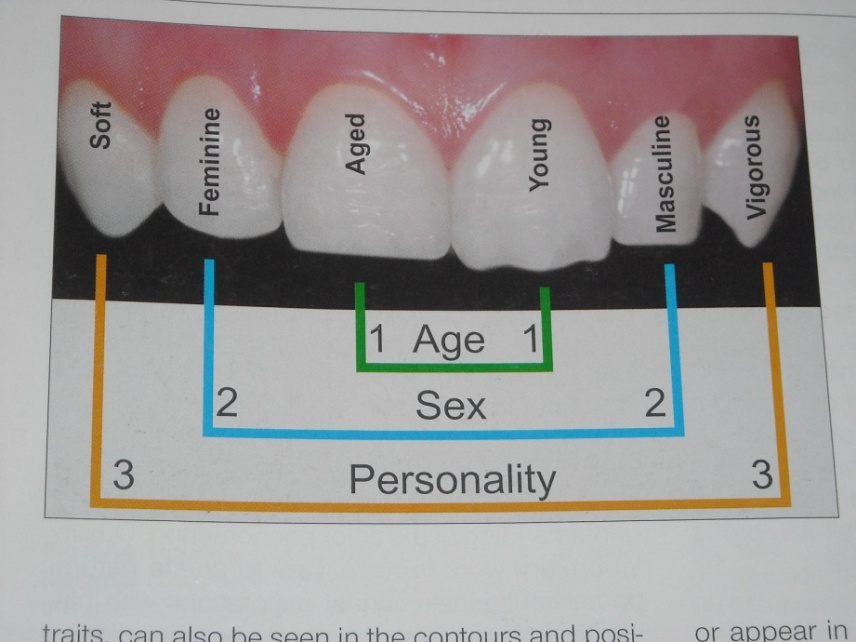 Soft Feminine Aged Young Masculine Vigorous
1 Age 1
2 Sex 2
3 Personality 3
traits, can also be seen in the contours and posi-
or appear in